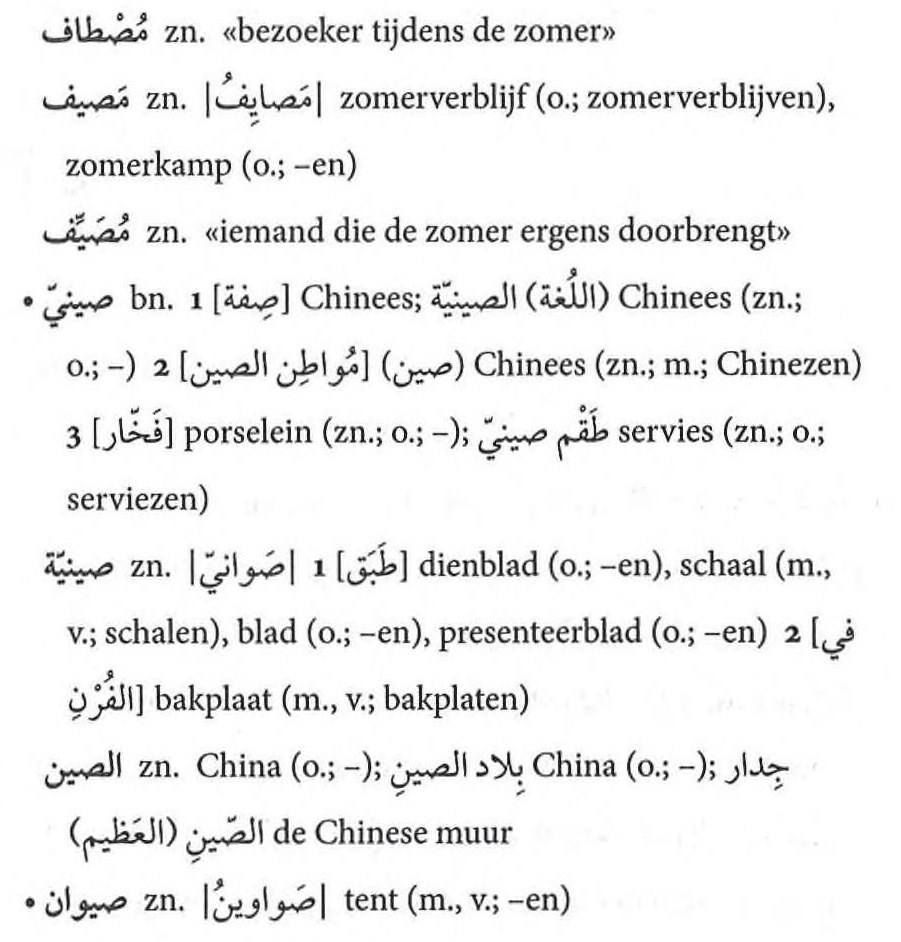 مُصْطاف zn. «bezoeker tijdens de zomer»
مَصيف zn. |مَصايِفُ| zomerverblijf (o.; zomerverblijven),
zomerkamp (o.; –en)
مُصَيِّف zn. «iemand die de zomer ergens doorbrengt»
• صينيّ bn. 1 [صِفة] Chinees; (اللُغة) الصينيّة Chinees (zn.;
o.; –) 2 [مُواطِن الصين] (صين) Chinees (zn.; m.; Chinezen)
3 [فَخّار] porselein (zn.; o.; –); طَقْم صينيّ servies (zn.; o.;
serviezen)
صينيّة zn. |صَوانيّ| 1 [طَبَق] dienblad (o.; –en), schaal (m.,
v.; schalen), blad (o.; –en), presenteerblad (o.; –en) 2 [في
الفُرْنِ] bakplaat (m., v.; bakplaten)
الصين zn. China (o.; –); بِلاد الصينِ China (o.; –); جِدار
الصّينِ (العَظيم) de Chinese muur
• صيوان zn. |صَواوينُ| tent (m., v.; –en)